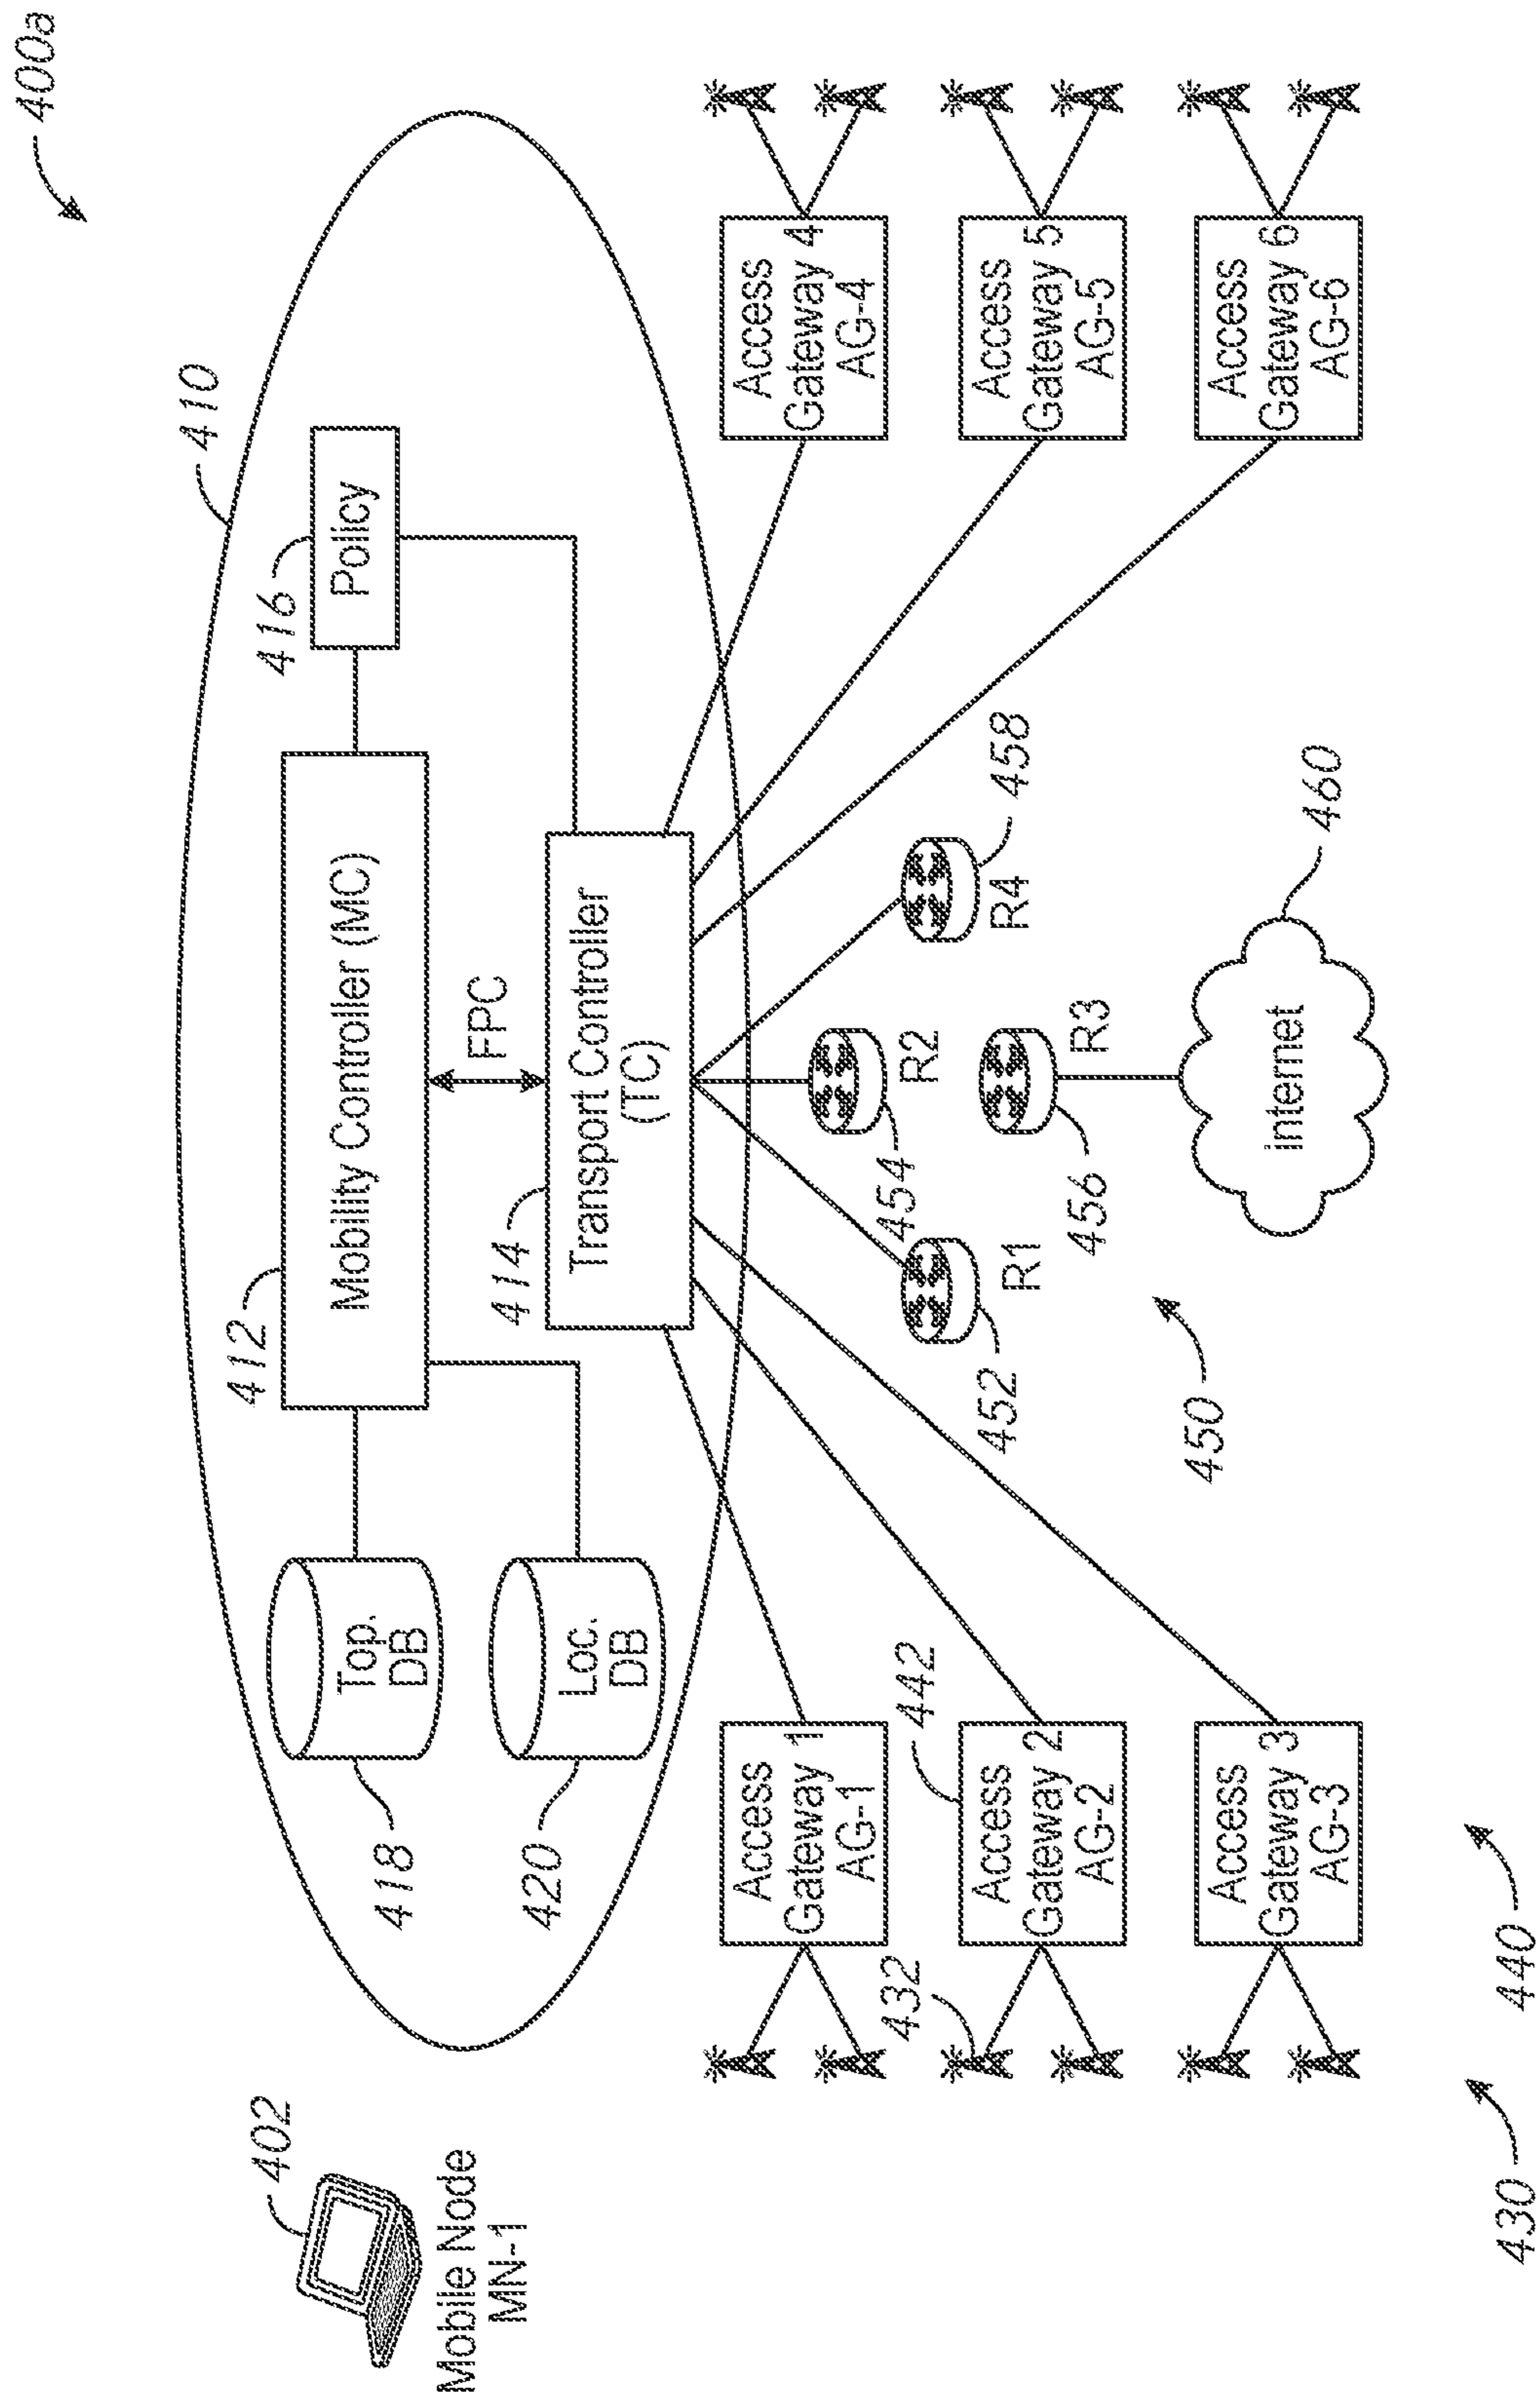 400a
410
402
Mobile Node
MN-1
412
416
Mobility Controller (MC)
Policy
Top.
DB
418
FPC
414
Transport Controller
(TC)
Loc.
DB
420
Access
Gateway 1
AG-1
432
Access
Gateway 2
AG-2
442
Access
Gateway 3
AG-3
Access
Gateway 4
AG-4
Access
Gateway 5
AG-5
Access
Gateway 6
AG-6
454
R2
452
R1
458
R4
456
R3
450
460
internet
430
440